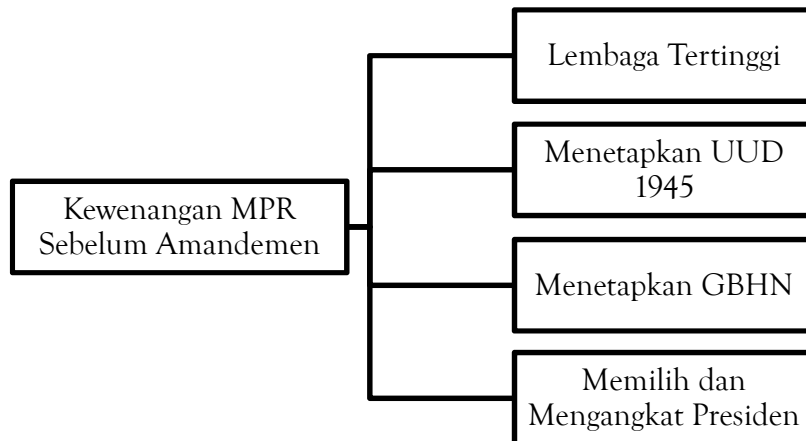 Kewenangan MPR
Sebelum Amandemen
Lembaga Tertinggi
Menetapkan UUD
1945
Menetapkan GBHN
Memilih dan
Mengangkat Presiden